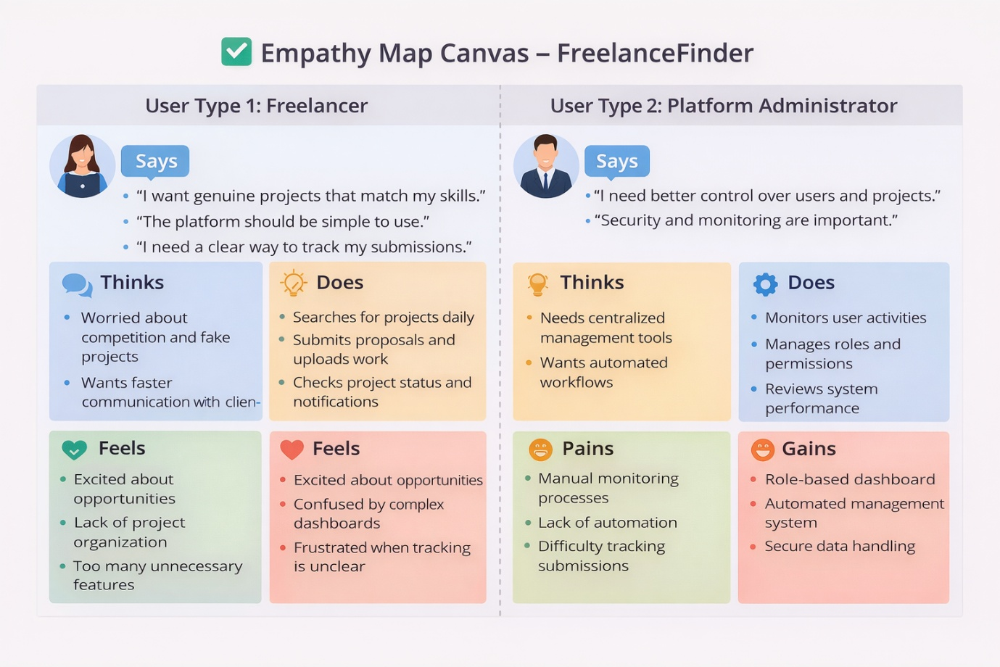 Empathy Map Canvas – FreelanceFinder
User Type 1: Freelancer
Says
• “I want genuine projects that match my skills.”
• “The platform should be simple to use.”
• “I need a clear way to track my submissions.”
Thinks
• Worried about
competition and fake
projects
• Wants faster
communication with clien-
Does
• Searches for projects daily
• Submits proposals and
uploads work
• Checks project status and
notifications
Feels
• Excited about
opportunities
• Lack of project
organization
• Too many unnecessary
features
Feels
• Excited about opportunities
• Confused by complex
dashboards
• Frustrated when tracking
is unclear
User Type 2: Platform Administrator
Says
• “I need better control over users and projects.”
• “Security and monitoring are important.”
Thinks
• Needs centralized
management tools
• Wants automated
workflows
Does
• Monitors user activities
• Manages roles and
permissions
• Reviews system
performance
Pains
• Manual monitoring
processes
• Lack of automation
• Difficulty tracking
submissions
Gains
• Role-based dashboard
• Automated management
system
• Secure data handling